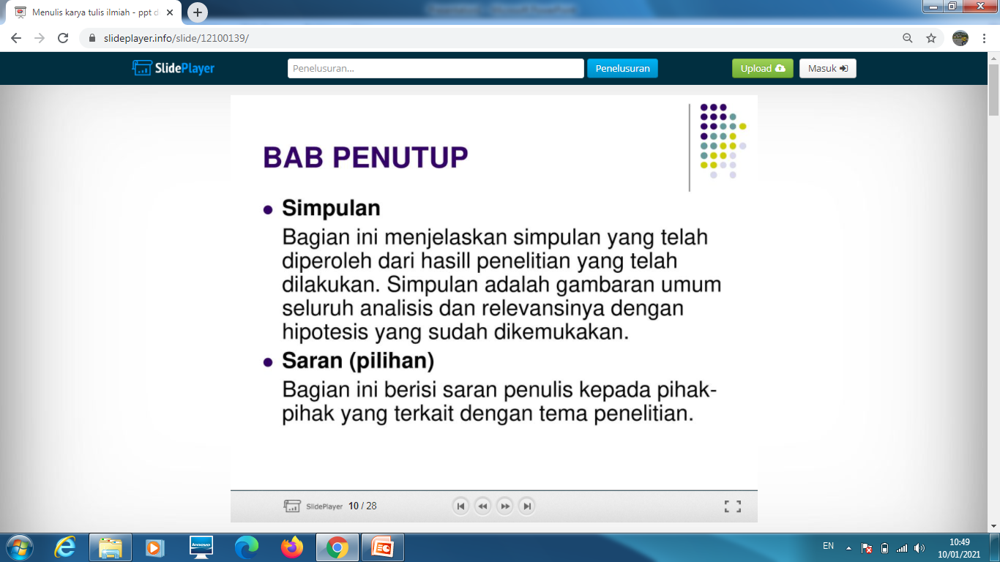 Menulis karya tulis ilmiah - ppt d
slideplayer.info/slide/12100139/
SlidePlayer
Penelusuran...
Penelusuran
Upload
Masuk
BAB PENUTUP
Simpulan
Bagian ini menjelaskan simpulan yang telah
diperoleh dari hasill penelitian yang telah
dilakukan. Simpulan adalah gambaran umum
seluruh analisis dan relevansinya dengan
hipotesis yang sudah dikemukakan.
Saran (pilihan)
Bagian ini berisi saran penulis kepada pihak-
pihak yang terkait dengan tema penelitian.
SlidePlayer 10 / 28
lenovo
EN
10:49
10/01/2021